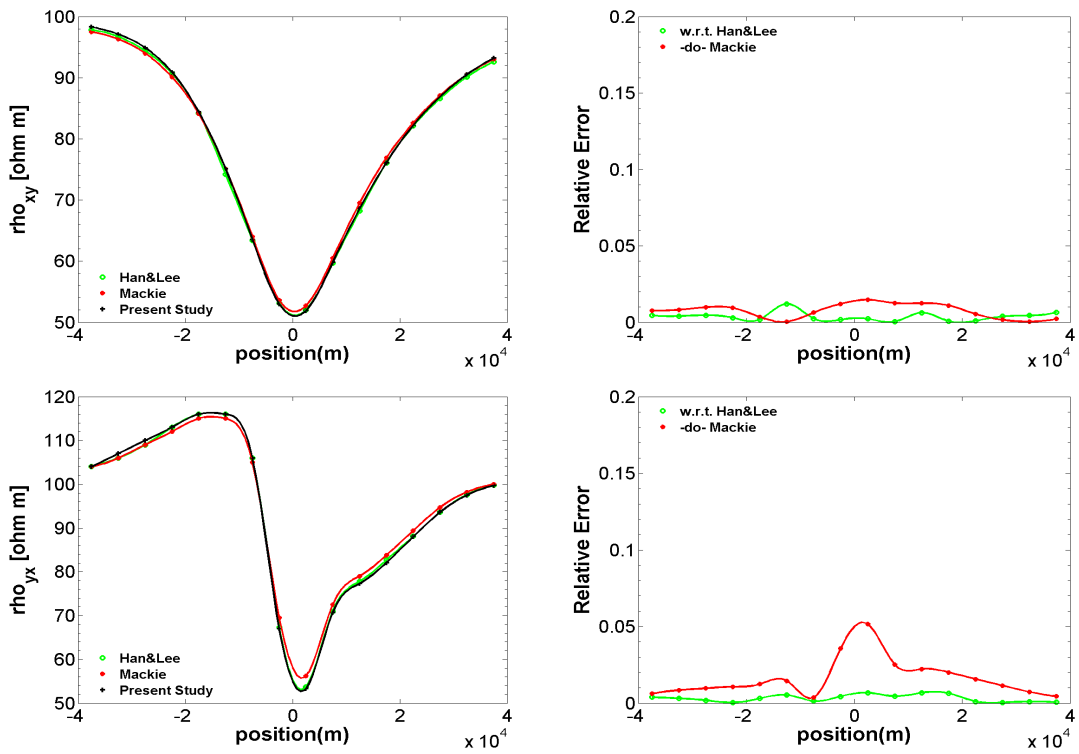 100
90
80
70
60
50
rho xy [ohm m]
Han&Lee
Mackie
Present Study
-4 -2 0 2 4
position(m)
x 10^4
0.2
0.15
0.1
0.05
0
Relative Error
w.r.t. Han&Lee
-do- Mackie
-4 -2 0 2 4
position(m)
x 10^4
120
110
100
90
80
70
60
50
rho yx [ohm m]
Han&Lee
Mackie
Present Study
-4 -2 0 2 4
position(m)
x 10^4
0.2
0.15
0.1
0.05
0
Relative Error
w.r.t. Han&Lee
-do- Mackie
-4 -2 0 2 4
position(m)
x 10^4